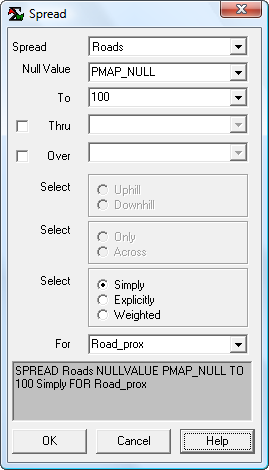 Spread
Spread Roads
Null Value PMAP_NULL
To 100
Thru
Over
Select Uphill
Downhill
Select Only
Across
Select Simply
Explicitly
Weighted
For Road_prox
SPREAD Roads NULLVALUE PMAP_NULL TO
100 Simply FOR Road_prox
OK Cancel Help